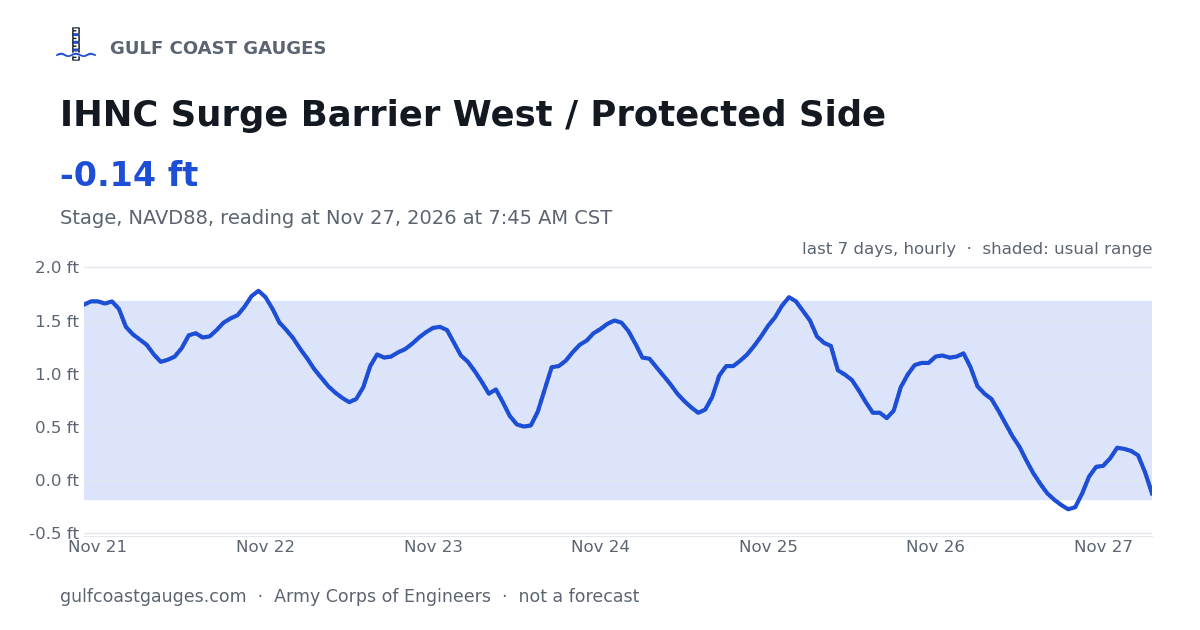 GULF COAST GAUGES
IHNC Surge Barrier West / Protected Side
-0.14 ft
Stage, NAVD88, reading at Nov 27, 2026 at 7:45 AM CST
last 7 days, hourly · shaded: usual range
2.0 ft
1.5 ft
1.0 ft
0.5 ft
0.0 ft
-0.5 ft
Nov 21 Nov 22 Nov 23 Nov 24 Nov 25 Nov 26 Nov 27
gulfcoastgauges.com · Army Corps of Engineers · not a forecast